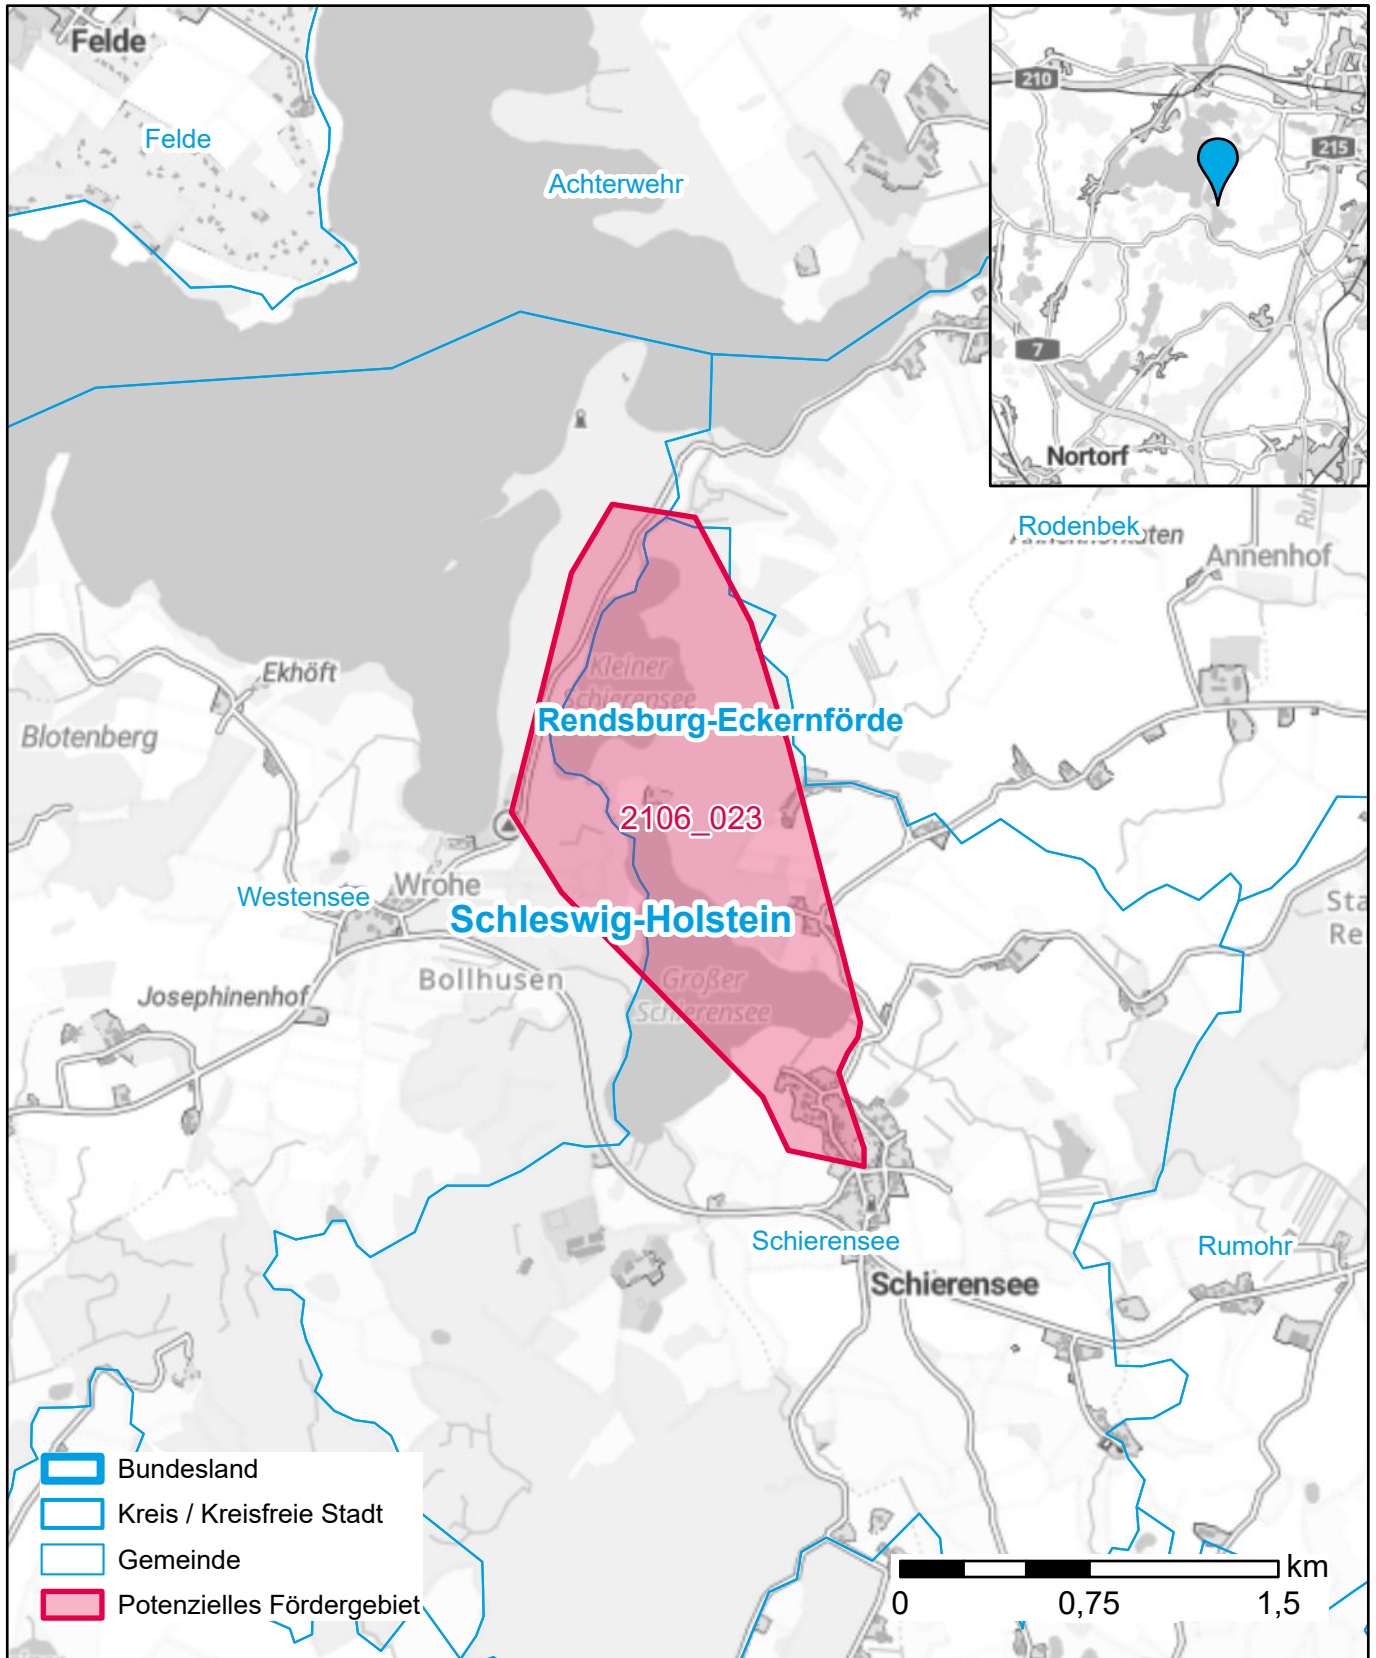 Felde
Felde
Achterwehr
210
215
7
Nortorf
Rodenbek
Annenhof
Ekhöft
Blotenberg
Kleiner
Schierensee
Rendsburg-Eckernförde
2106_023
Wrohe
Westensee
Schleswig-Holstein
Bollhusen
Großer
Schierensee
Josephinenhof
Schierensee
Rumohr
Schierensee
Bundesland
Kreis / Kreisfreie Stadt
Gemeinde
Potenzielles Fördergebiet
km
0 0,75 1,5